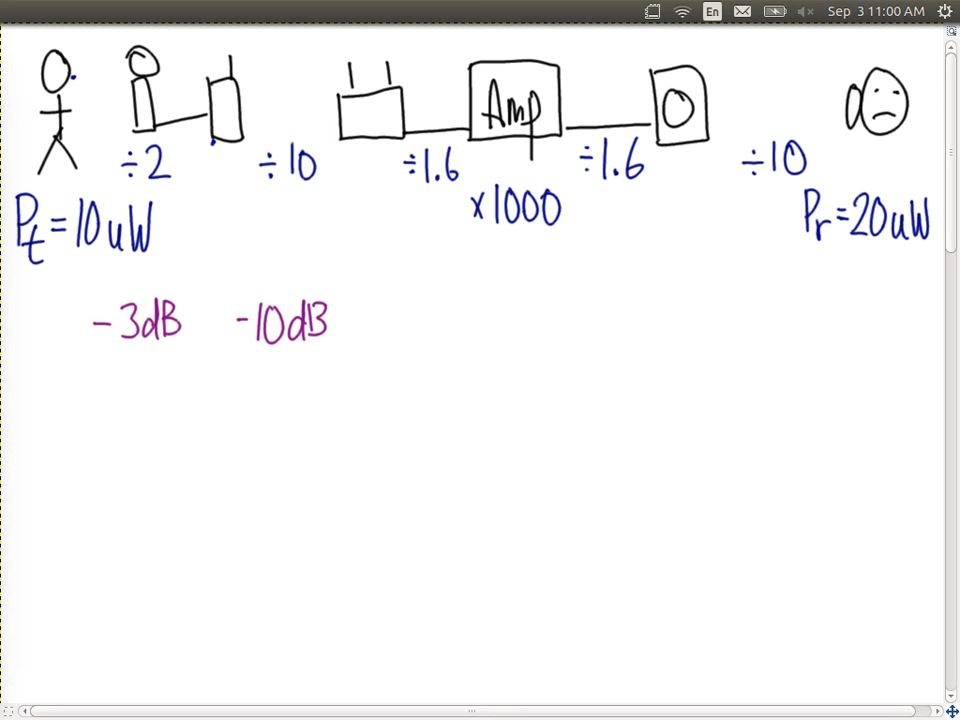 En Sep 3 11:00 AM
Amp
÷2 ÷10 ÷1.6 ÷1.6 ÷10
x1000
Pt=10uW Pr=20uW
-3dB -10dB